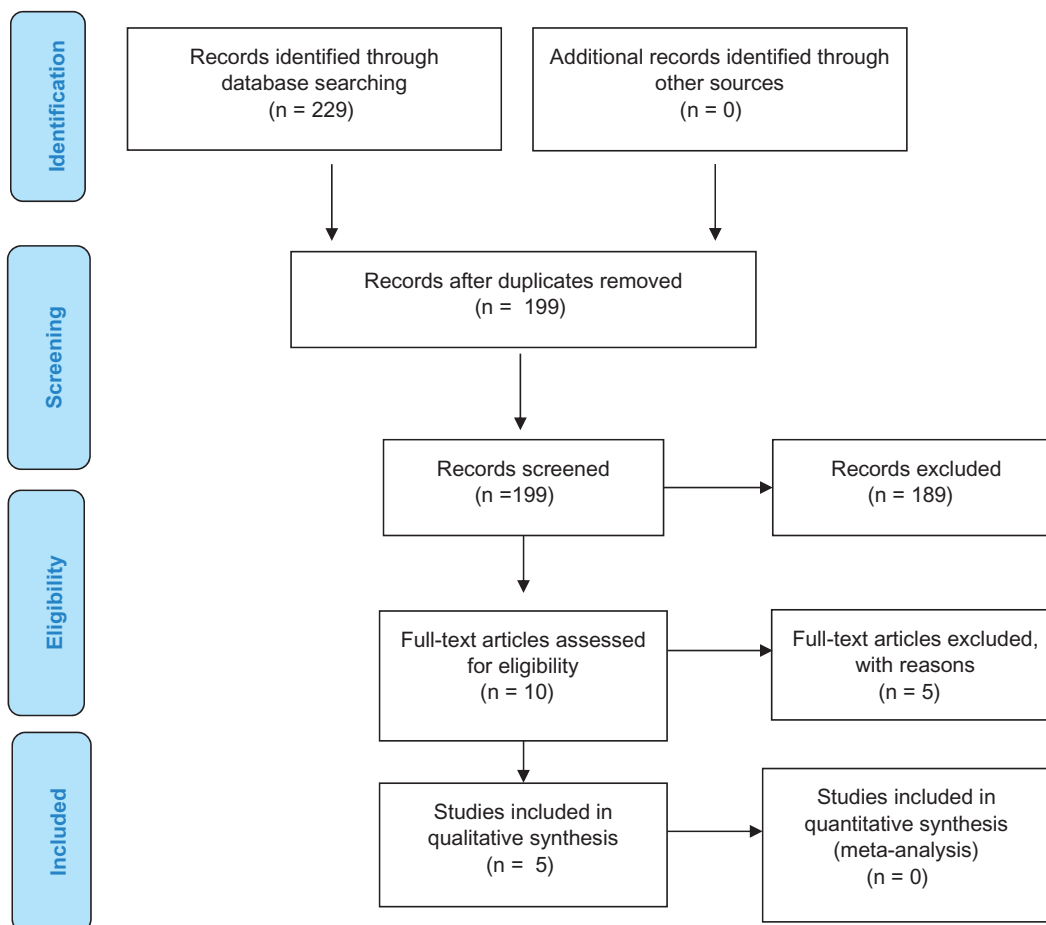 Identification
Records identified through
database searching
(n = 229)
Additional records identified through
other sources
(n = 0)
Screening
Records after duplicates removed
(n = 199)
Records screened
(n =199)
Records excluded
(n = 189)
Eligibility
Full-text articles assessed
for eligibility
(n = 10)
Full-text articles excluded,
with reasons
(n = 5)
Included
Studies included in
qualitative synthesis
(n = 5)
Studies included in
quantitative synthesis
(meta-analysis)
(n = 0)